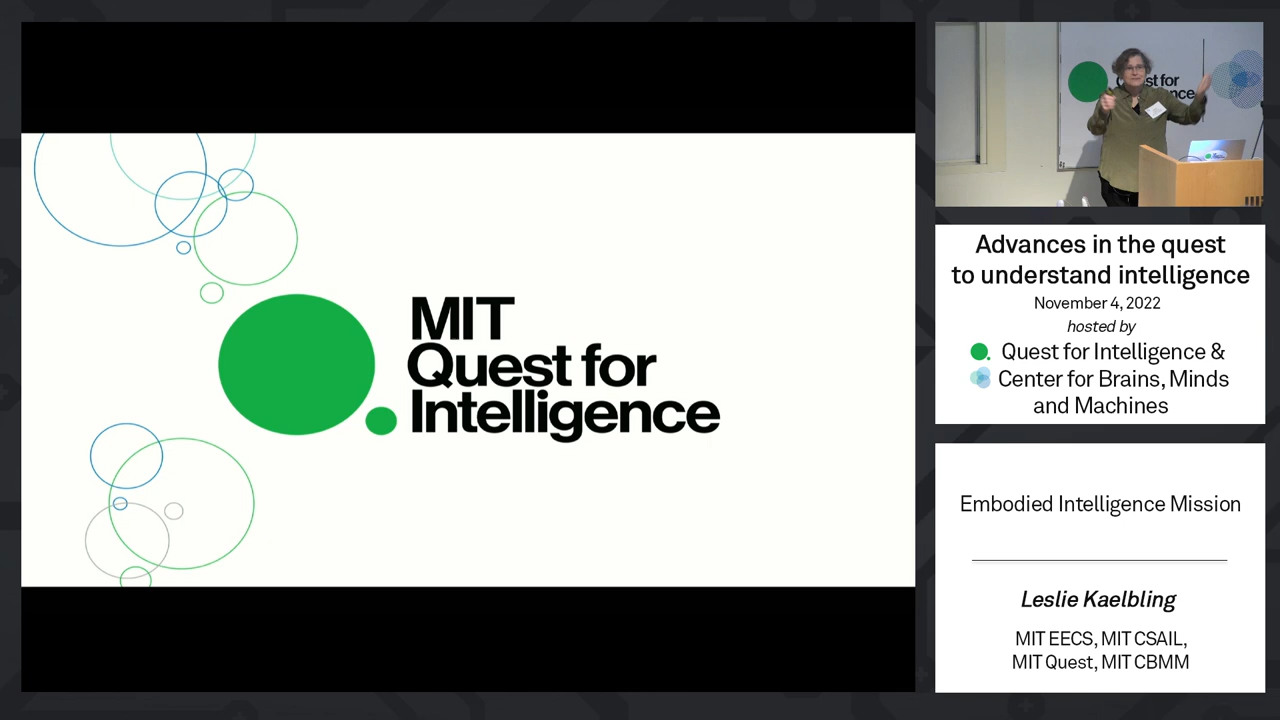 MIT
Quest for
Intelligence
Quest for
Advances in the quest
to understand intelligence
November 4, 2022
hosted by
Quest for Intelligence &
Center for Brains, Minds
and Machines
Embodied Intelligence Mission
Leslie Kaelbling
MIT EECS, MIT CSAIL,
MIT Quest, MIT CBMM